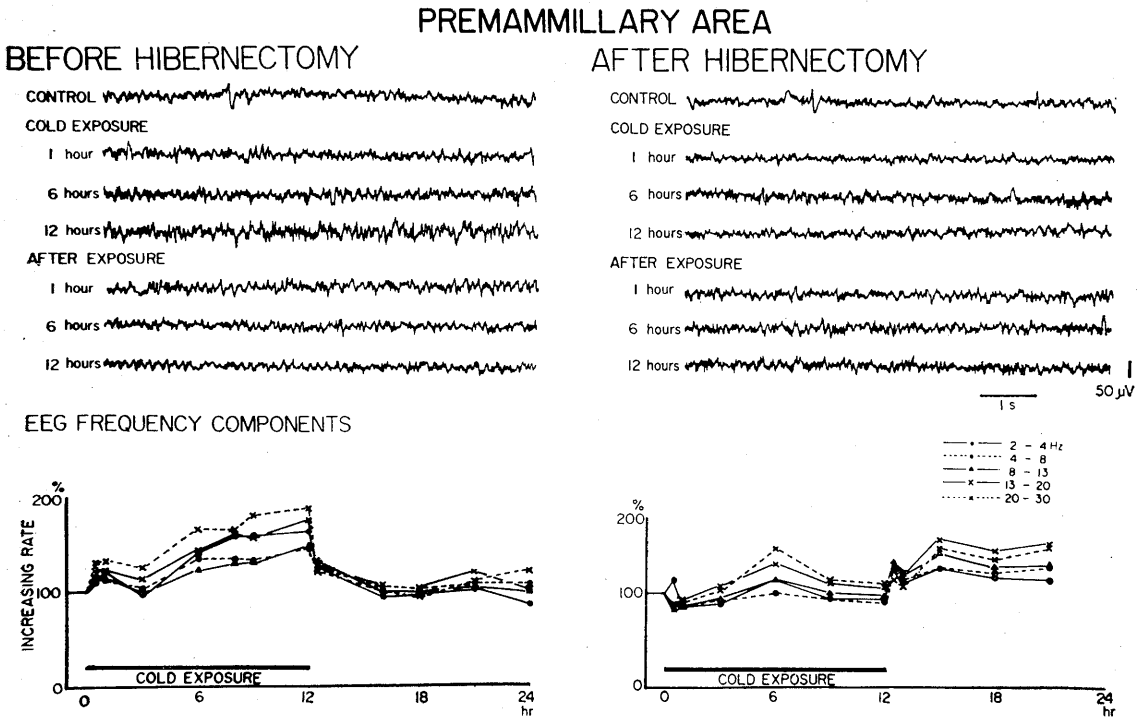 PREMAMMILLARY AREA
BEFORE HIBERNECTOMY
CONTROL
COLD EXPOSURE
1 hour
6 hours
12 hours
AFTER EXPOSURE
1 hour
6 hours
12 hours
AFTER HIBERNECTOMY
CONTROL
COLD EXPOSURE
1 hour
6 hours
12 hours
AFTER EXPOSURE
1 hour
6 hours
12 hours
50 μV
1 s
EEG FREQUENCY COMPONENTS
2 - 4 Hz
4 - 8
8 - 13
13 - 20
20 - 30
%
200
100
0
INCREASING RATE
COLD EXPOSURE
0 6 12 18 24
hr
%
200
100
0
COLD EXPOSURE
0 6 12 18 24
hr